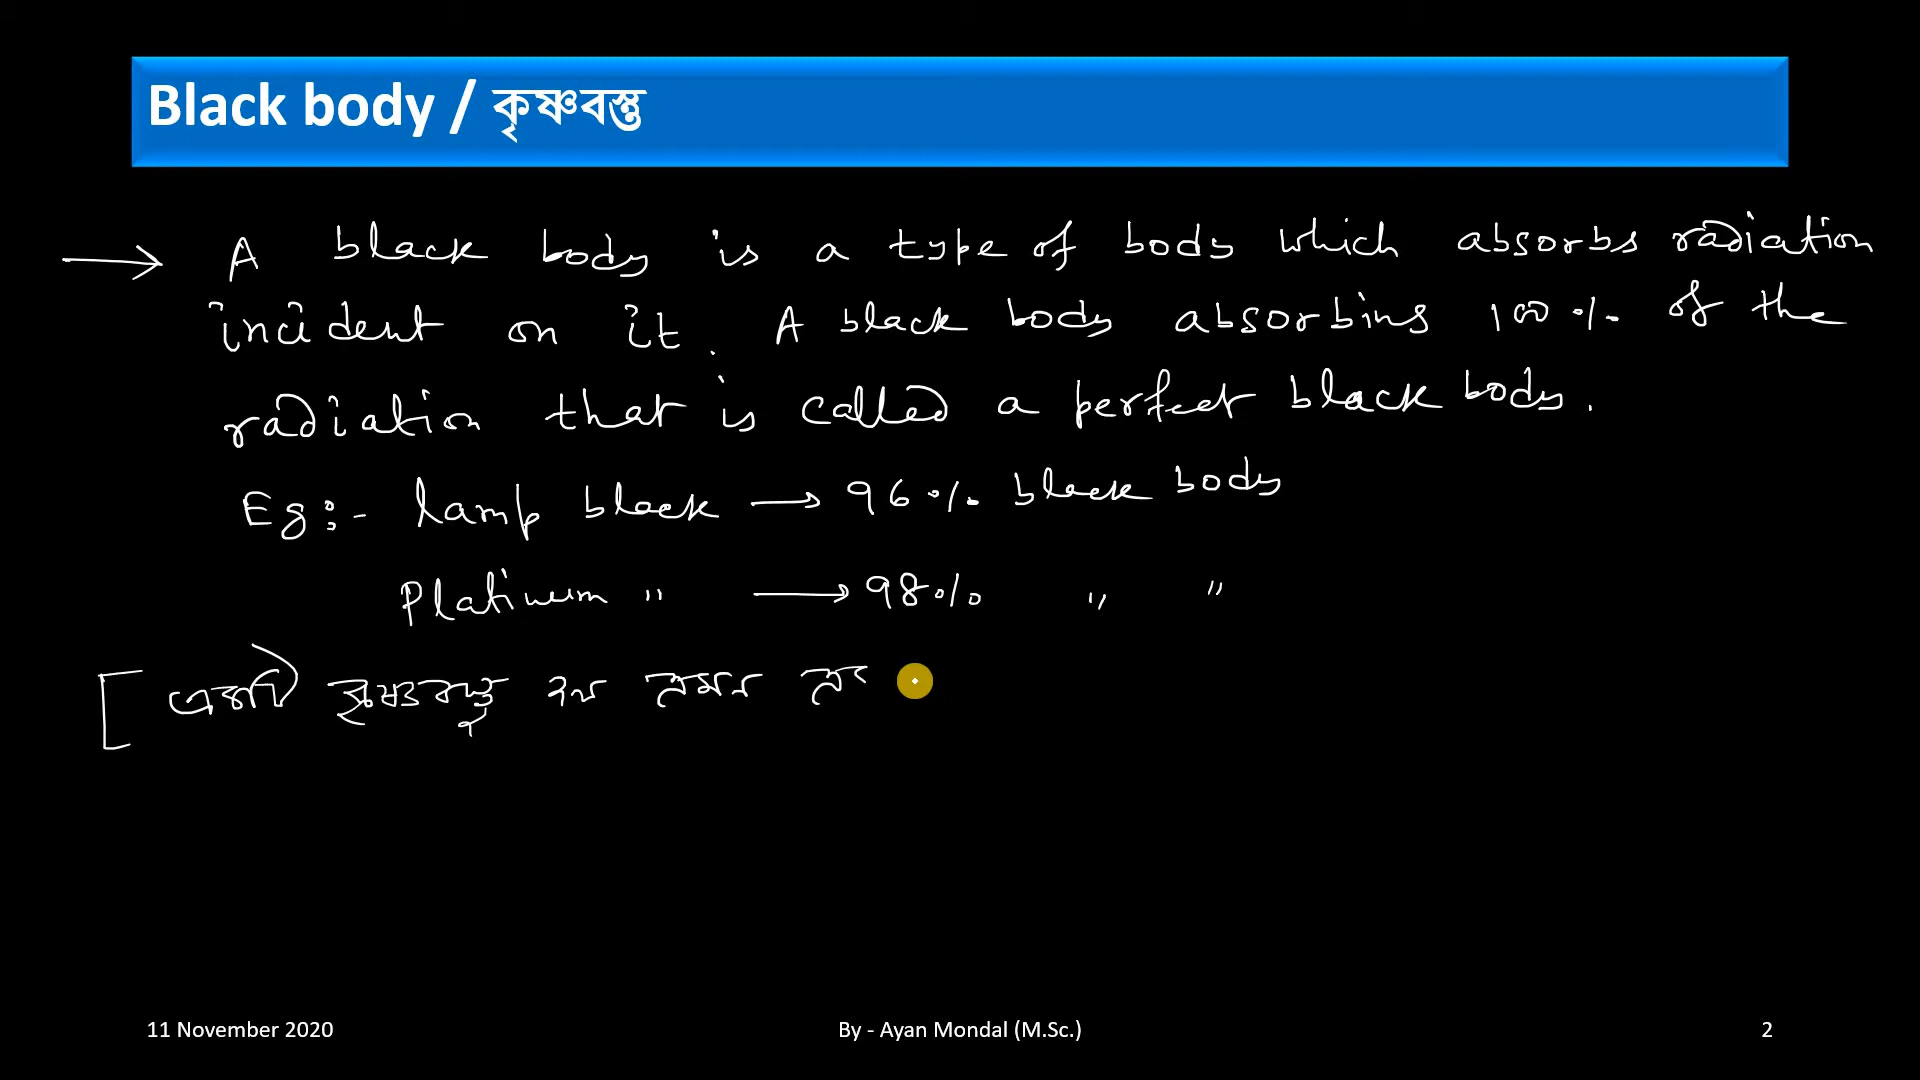 Black body / কৃষ্ণবস্তু
A black body is a type of body which absorbs radiation
incident on it. A black body absorbing 100% of the
radiation that is called a perfect black body.
Eg:- lamp black → 96% black body
Platinum " → 98% " "
[ একটি কৃষ্ণবস্তু হল এমন এক
11 November 2020
By - Ayan Mondal (M.Sc.)
2